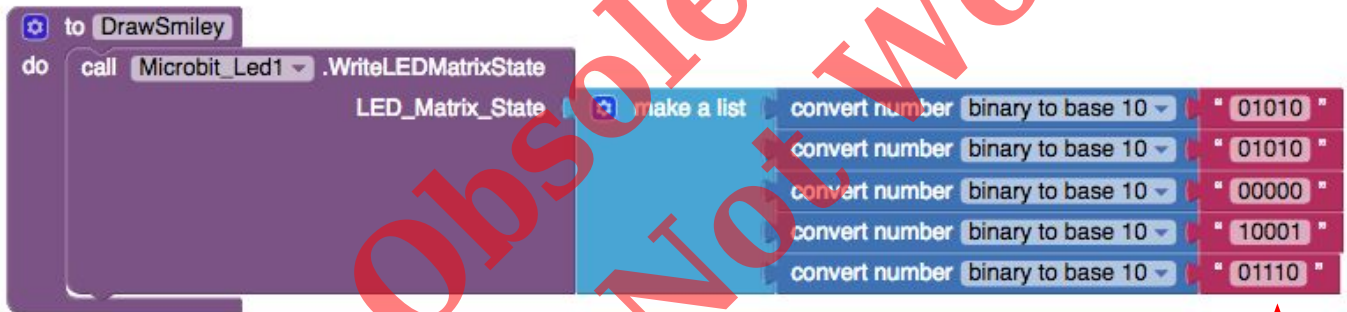 to DrawSmiley
do call Microbit_Led1 .WriteLEDMatrixState
LED_Matrix_State make a list convert number binary to base 10 " 01010 "
convert number binary to base 10 " 01010 "
convert number binary to base 10 " 00000 "
convert number binary to base 10 " 10001 "
convert number binary to base 10 " 01110 "
Obsole
Not W